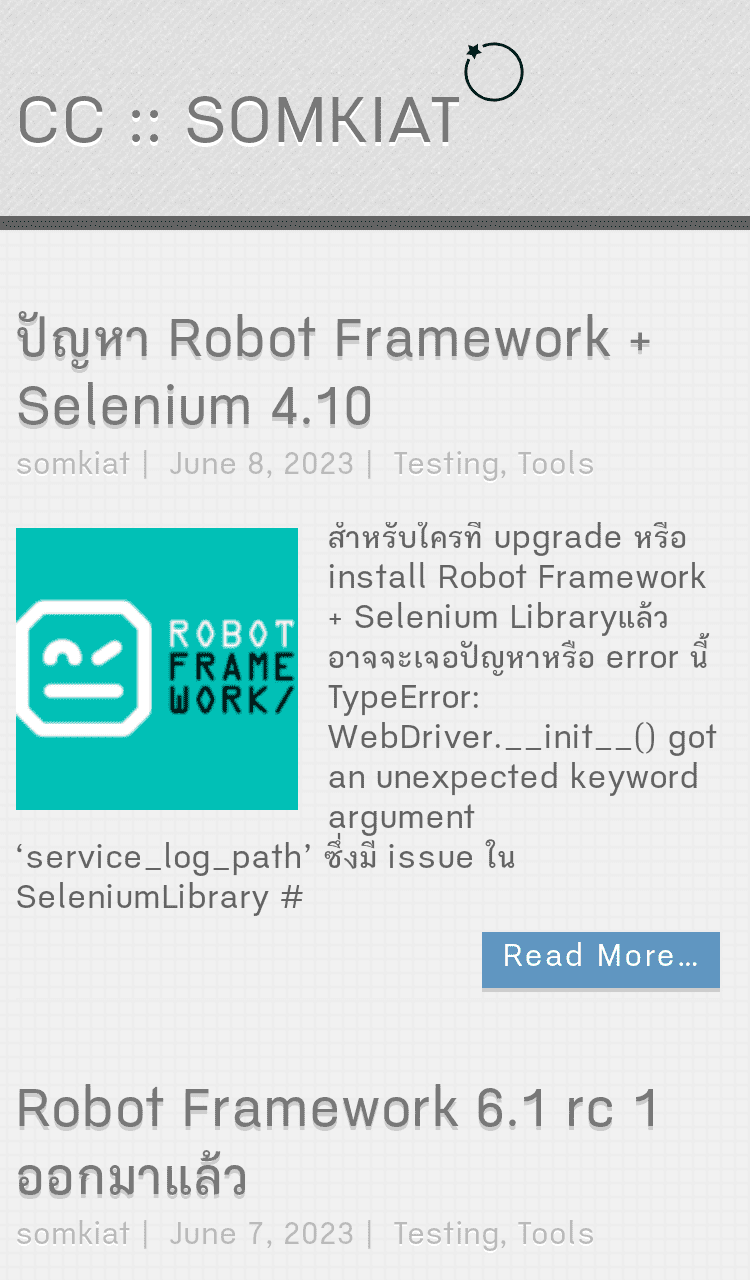 CC :: SOMKIAT
ปัญหา Robot Framework +
Selenium 4.10
somkiat | June 8, 2023 | Testing, Tools
ROBOT
FRAME
WORK/
สำหรับใครที่ upgrade หรือ
install Robot Framework
+ Selenium Libraryแล้ว
อาจจะเจอปัญหาหรือ error นี้
TypeError:
WebDriver.__init__() got
an unexpected keyword
argument
‘service_log_path’ ซึ่งมี issue ใน
SeleniumLibrary #
Read More…
Robot Framework 6.1 rc 1
ออกมาแล้ว
somkiat | June 7, 2023 | Testing, Tools